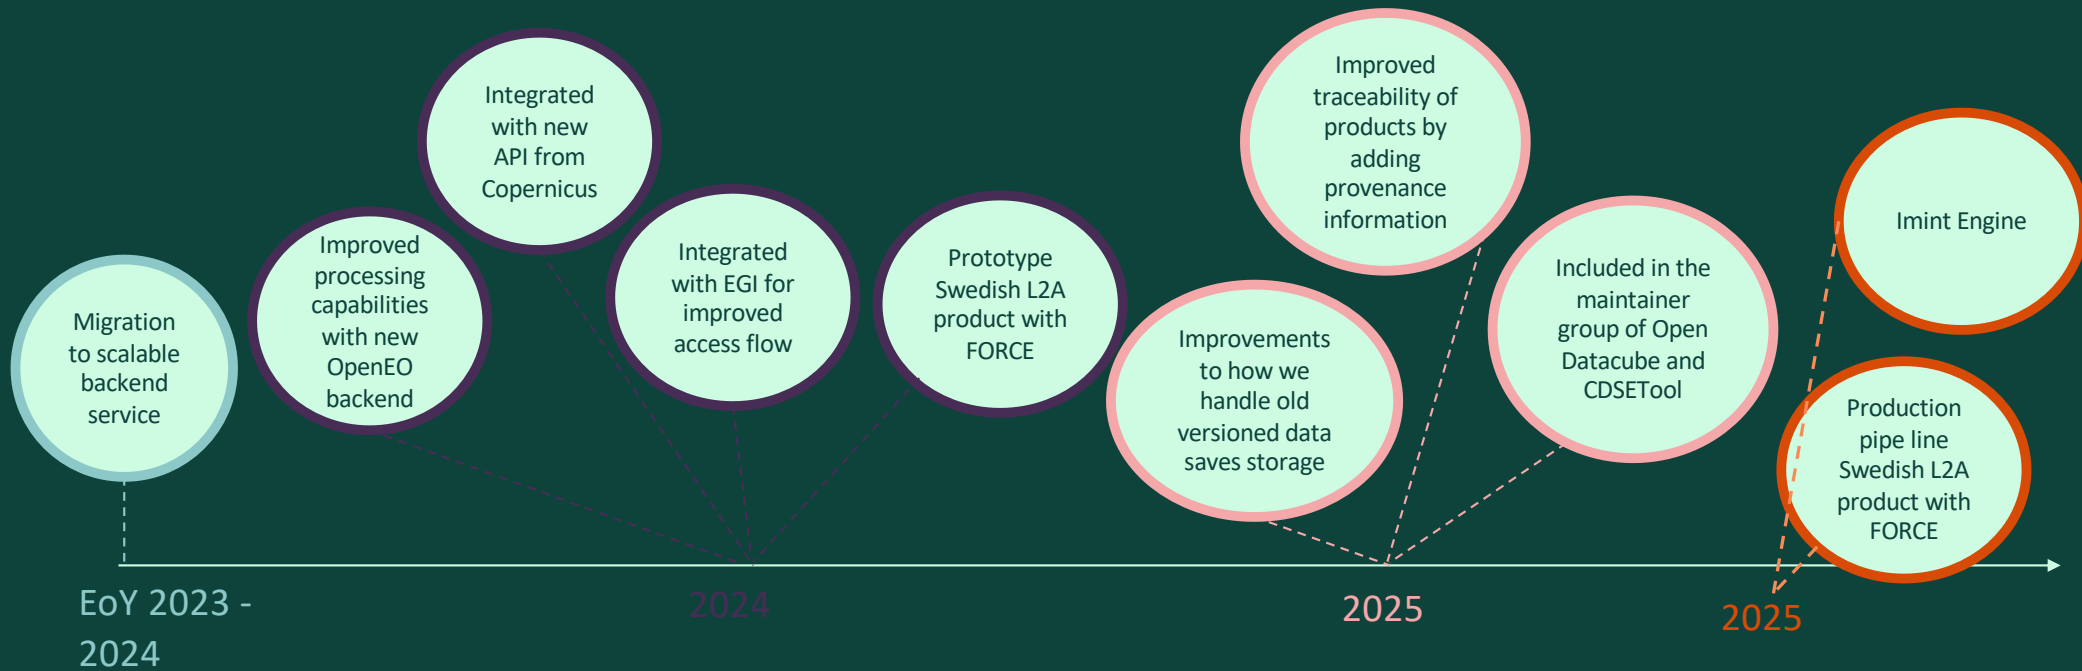 Migration
to scalable
backend
service
Improved
processing
capabilities
with new
OpenEO
backend
Integrated
with new
API from
Copernicus
Integrated
with EGI for
improved
access flow
Prototype
Swedish L2A
product with
FORCE
Improvements
to how we
handle old
versioned data
saves storage
Improved
traceability of
products by
adding
provenance
information
Included in the
maintainer
group of Open
Datacube and
CDSETool
Imint Engine
Production
pipe line
Swedish L2A
product with
FORCE
EoY 2023 -
2024
2024
2025
2025